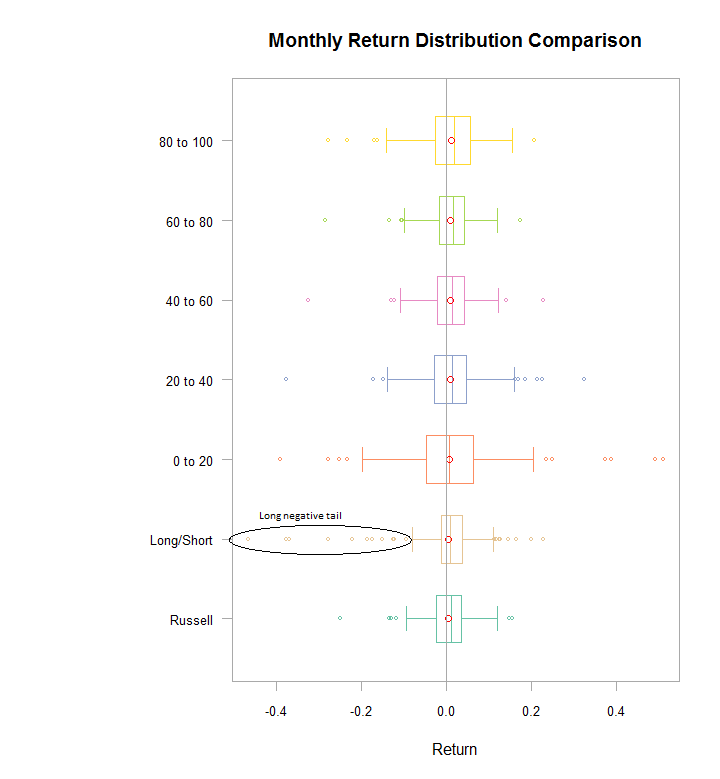 Monthly Return Distribution Comparison
80 to 100
60 to 80
40 to 60
20 to 40
0 to 20
Long negative tail
Long/Short
Russell
-0.4 -0.2 0.0 0.2 0.4
Return